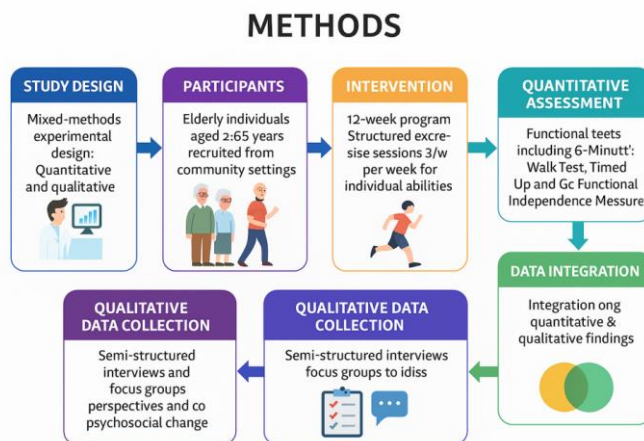 METHODS
STUDY DESIGN
Mixed-methods
experimental
design:
Quantitative
and qualitative
PARTICIPANTS
Elderly individuals
aged 2:65 years
recruited from
community settings
INTERVENTION
12-week program
Structured excre-
sise sessions 3/w
per week for
individual abilities
QUANTITATIVE
ASSESSMENT
Functional teets
including 6-Minutt':
Walk Test, Timed
Up and Gc Functional
Independence Messure
DATA INTEGRATION
Integration ong
quantitative &
qualitative findings
QUALITATIVE DATA
COLLECTION
Semi-structured interviews
focus groups to idiss
QUALITATIVE
DATA COLLECTION
Semi-structured
interviews and
focus groups
perspectives and co
psychosocial change